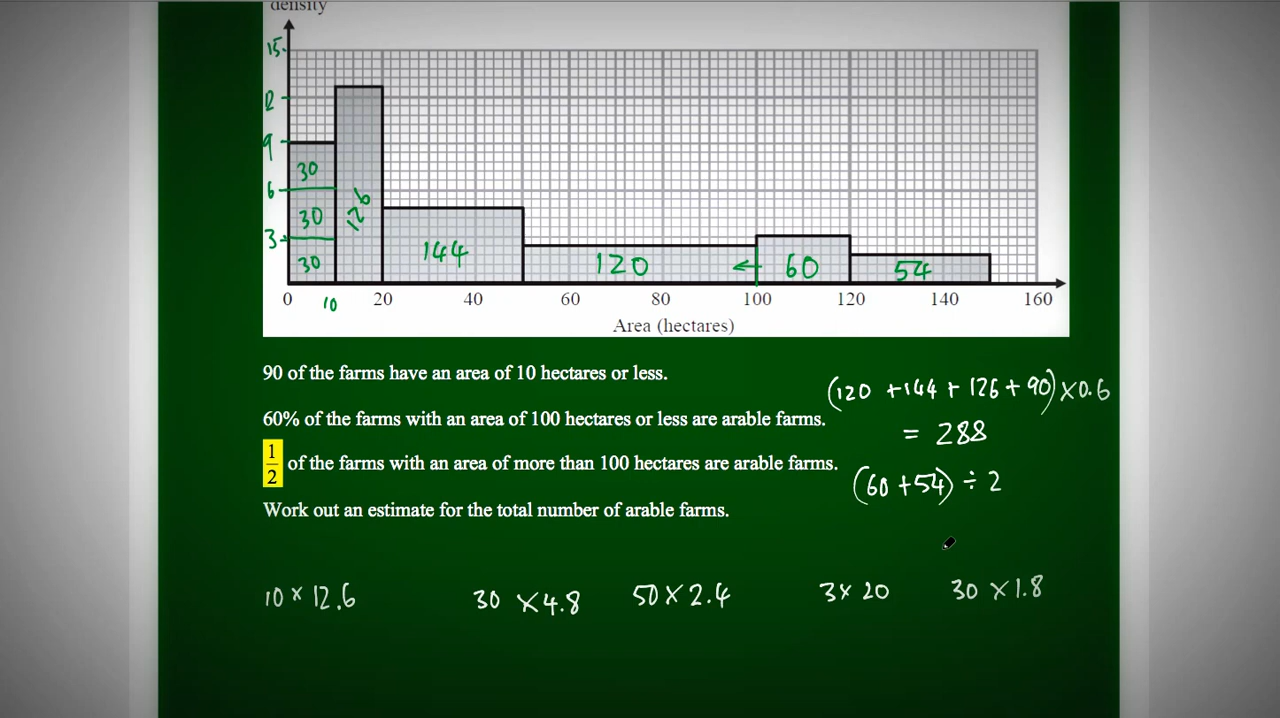 density
15
12
9
6
3
30
30
30
126
144
120
60
54
0 20 40 60 80 100 120 140 160
10
Area (hectares)
90 of the farms have an area of 10 hectares or less.
(120 + 144 + 126 + 90) × 0.6
60% of the farms with an area of 100 hectares or less are arable farms.
= 288
1/2 of the farms with an area of more than 100 hectares are arable farms.
(60 + 54) ÷ 2
Work out an estimate for the total number of arable farms.
10 × 12.6 30 × 4.8 50 × 2.4 3 × 20 30 × 1.8